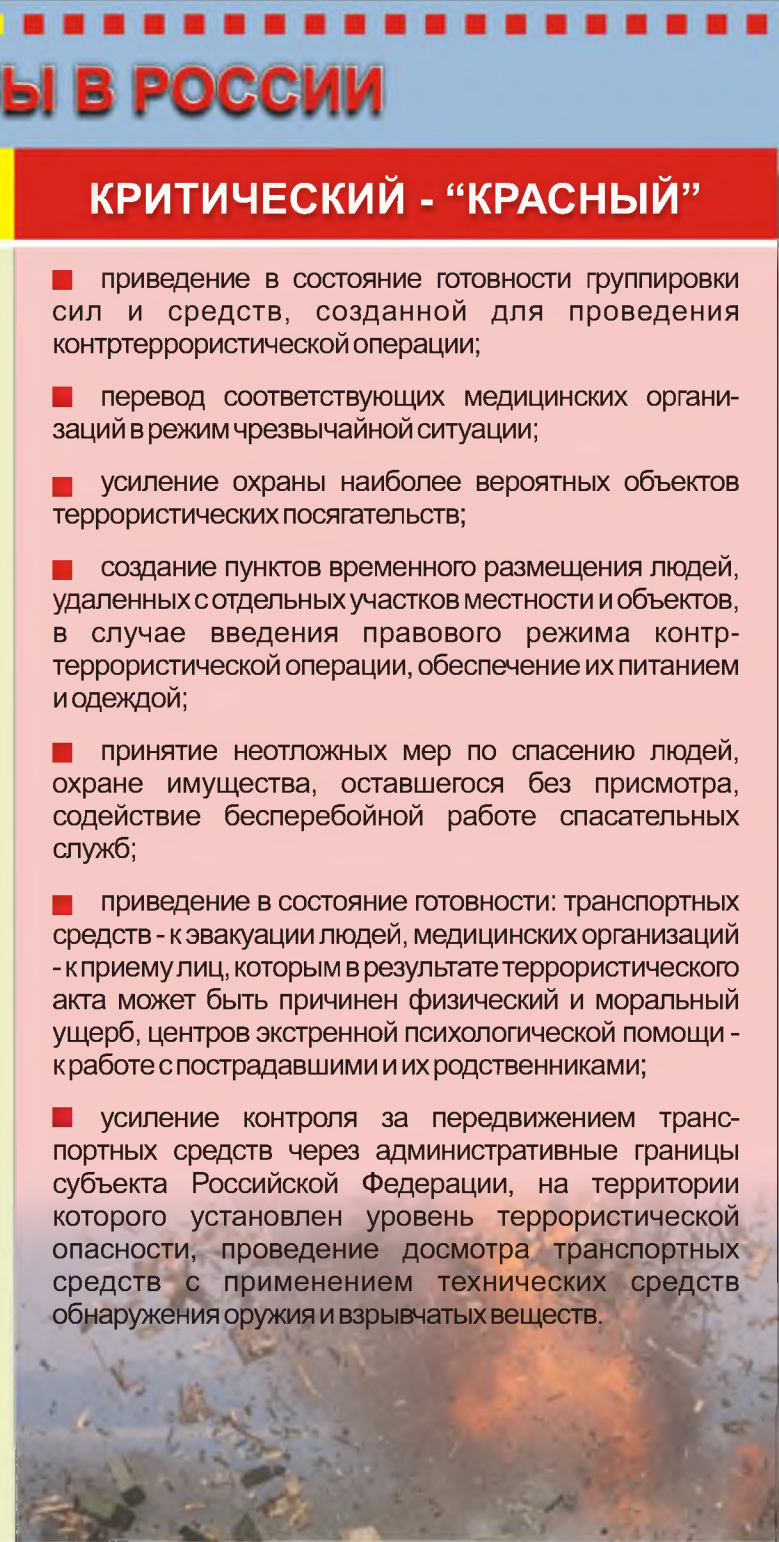 Ы В РОССИИ
КРИТИЧЕСКИЙ - “КРАСНЫЙ”
приведение в состояние готовности группировки
сил и средств, созданной для проведения
контртеррористической операции;
перевод соответствующих медицинских органи-
заций в режим чрезвычайной ситуации;
усиление охраны наиболее вероятных объектов
террористических посягательств;
создание пунктов временного размещения людей,
удаленных с отдельных участков местности и объектов,
в случае введения правового режима контр-
террористической операции, обеспечение их питанием
и одеждой;
принятие неотложных мер по спасению людей,
охране имущества, оставшегося без присмотра,
содействие бесперебойной работе спасательных
служб;
приведение в состояние готовности: транспортных
средств - к эвакуации людей, медицинских организаций
- к приему лиц, которым в результате террористического
акта может быть причинен физический и моральный
ущерб, центров экстренной психологической помощи -
к работе с пострадавшими и их родственниками;
усиление контроля за передвижением транс-
портных средств через административные границы
субъекта Российской Федерации, на территории
которого установлен уровень террористической
опасности, проведение досмотра транспортных
средств с применением технических средств
обнаружения оружия и взрывчатых веществ.